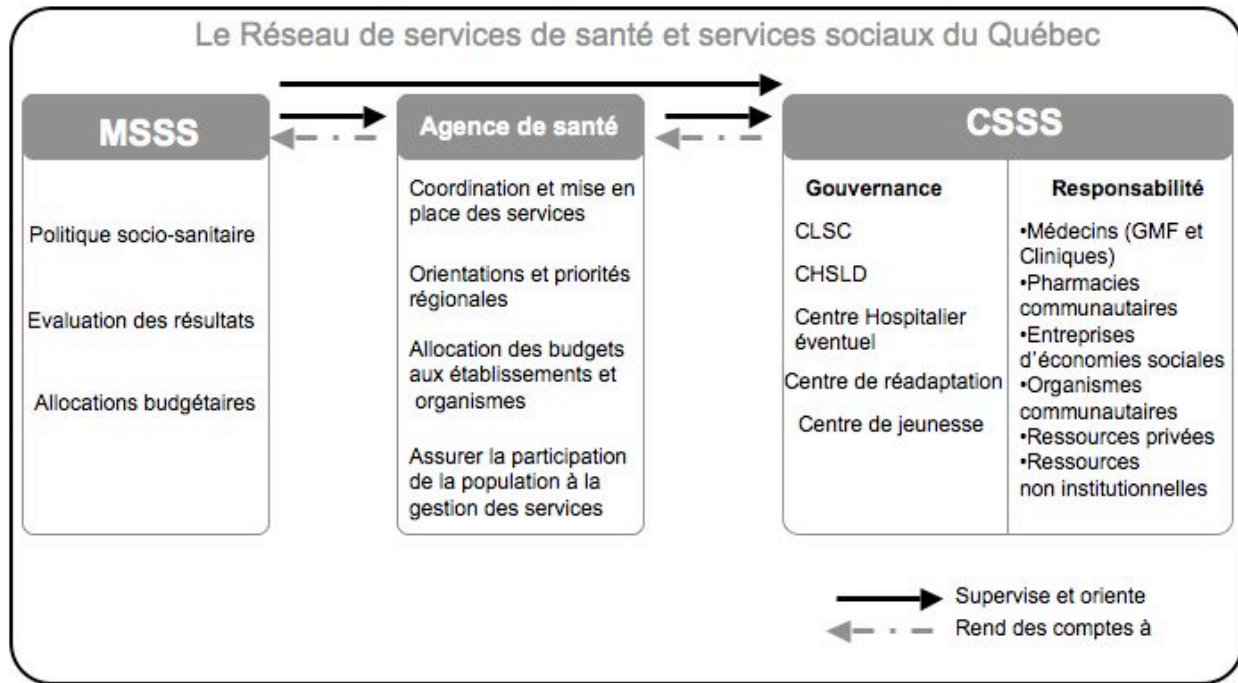 Le Réseau de services de santé et services sociaux du Québec
MSSS
Politique socio-sanitaire
Evaluation des résultats
Allocations budgétaires
Agence de santé
Coordination et mise en
place des services
Orientations et priorités
régionales
Allocation des budgets
aux établissements et
organismes
Assurer la participation
de la population à la
gestion des services
CSSS
Gouvernance
CLSC
CHSLD
Centre Hospitalier
éventuel
Centre de réadaptation
Centre de jeunesse
Responsabilité
•Médecins (GMF et
Cliniques)
•Pharmacies
communautaires
•Entreprises
d'économies sociales
•Organismes
communautaires
•Ressources privées
•Ressources
non institutionnelles
Supervise et oriente
Rend des comptes à